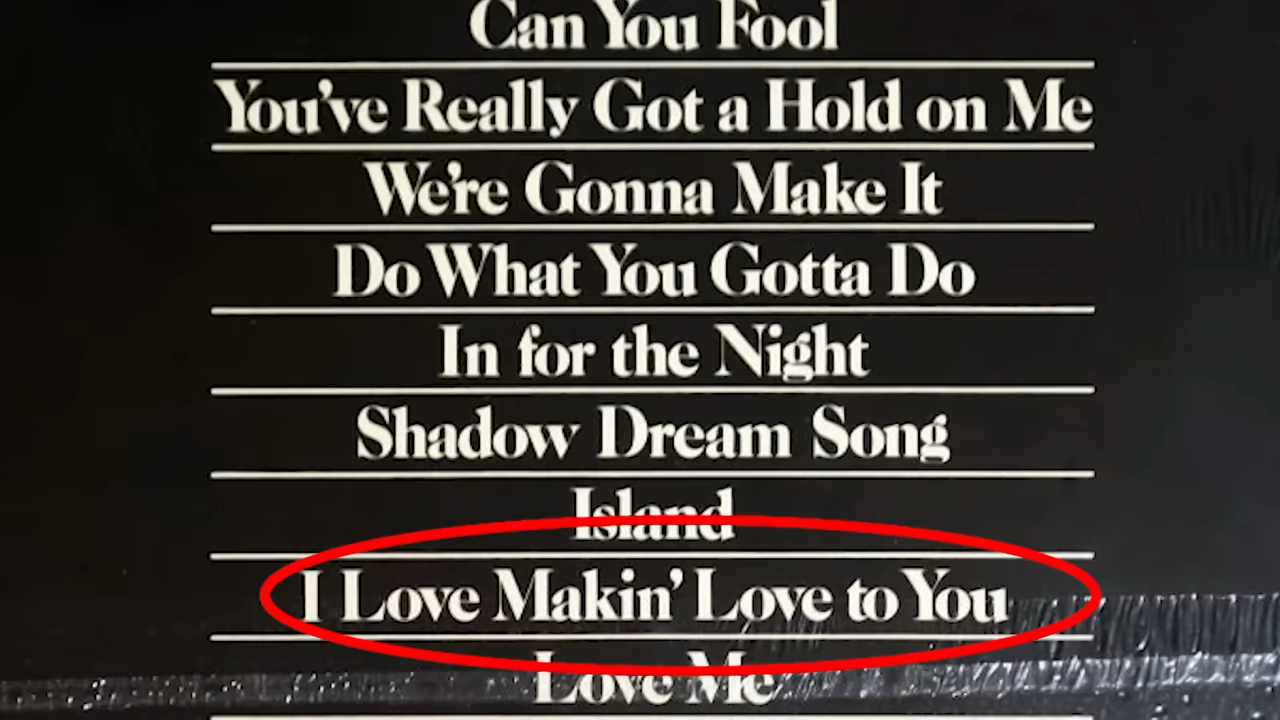 Can You Fool
You've Really Got a Hold on Me
We're Gonna Make It
Do What You Gotta Do
In for the Night
Shadow Dream Song
Island
I Love Makin' Love to You
Love Me